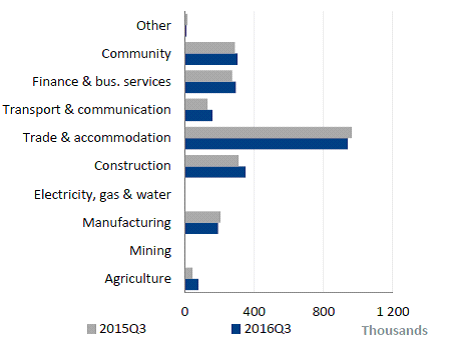 Other
Community
Finance & bus. services
Transport & communication
Trade & accommodation
Construction
Electricity, gas & water
Manufacturing
Mining
Agriculture
0 400 800 1 200
2015Q3 2016Q3 Thousands